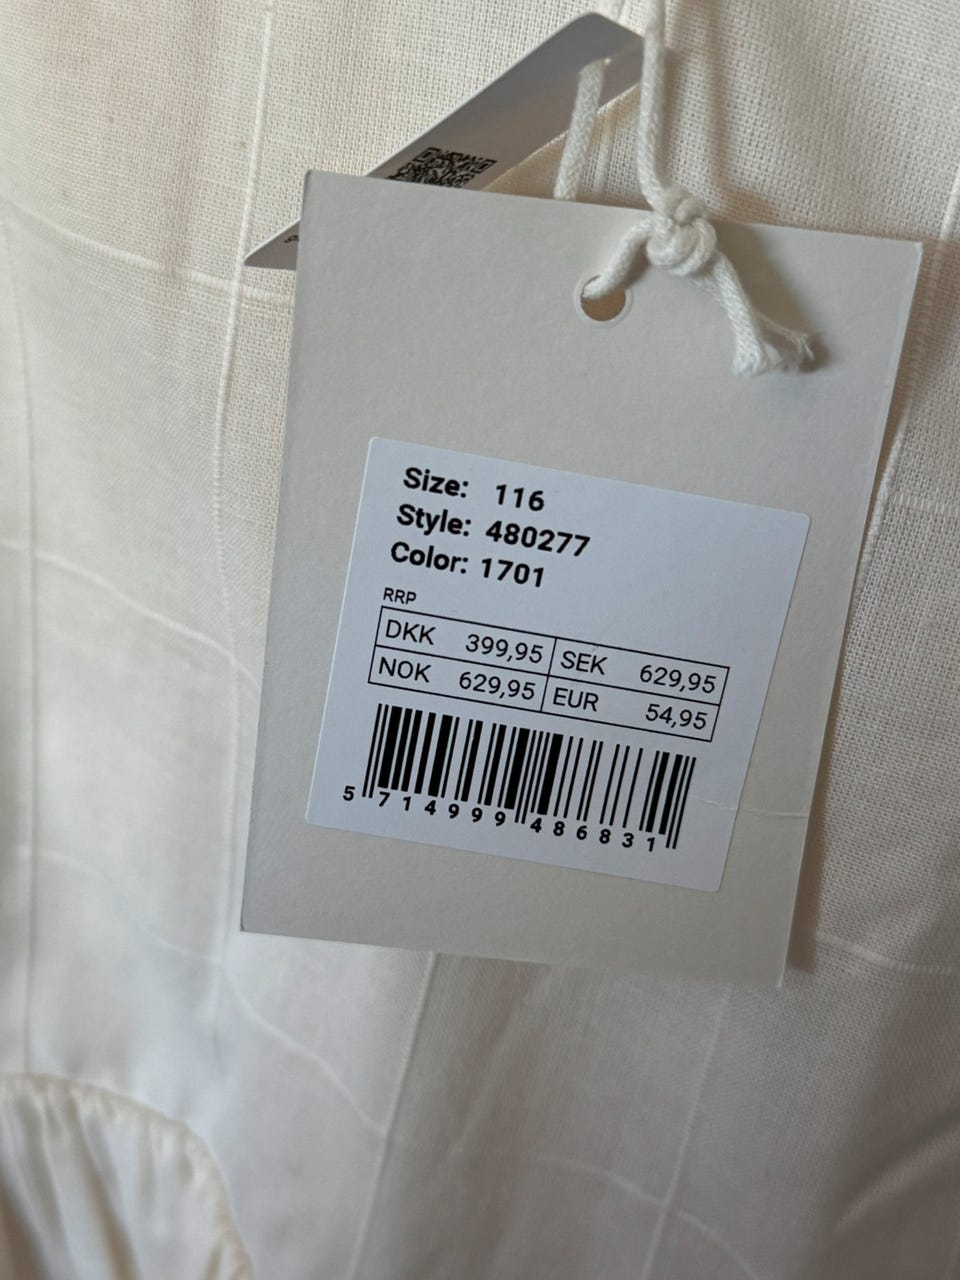 Size: 116
Style: 480277
Color: 1701
RRP
DKK 399,95 SEK 629,95
NOK 629,95 EUR 54,95
5 714999 486831